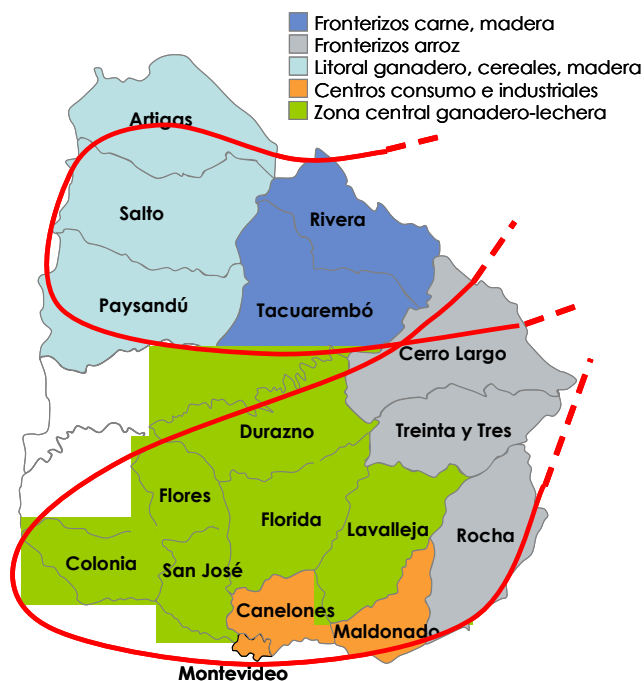 Fronterizos carne, madera
Fronterizos arroz
Litoral ganadero, cereales, madera
Centros consumo e industriales
Zona central ganadero-lechera
Artigas
Salto
Rivera
Paysandú
Tacuarembó
Cerro Largo
Durazno
Treinta y Tres
Flores
Florida
Lavalleja
Rocha
Colonia
San José
Canelones
Maldonado
Montevideo